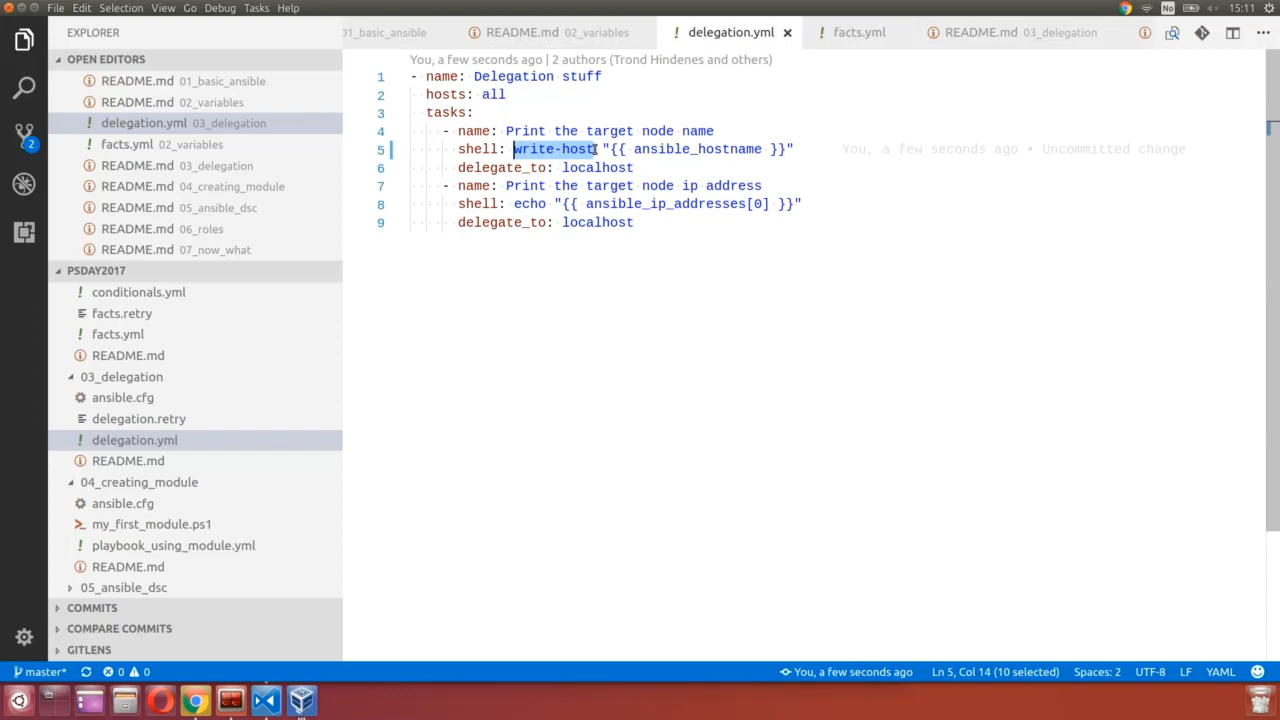 File Edit Selection View Go Debug Tasks Help
No
15:11
EXPLORER
01_basic_ansible
README.md 02_variables
delegation.yml
facts.yml
README.md 03_delegation
OPEN EDITORS
README.md 01_basic_ansible
README.md 02_variables
delegation.yml 03_delegation
facts.yml 02_variables
README.md 03_delegation
README.md 04_creating_module
README.md 05_ansible_dsc
README.md 06_roles
README.md 07_now_what
PSDAY2017
conditionals.yml
facts.retry
facts.yml
README.md
03_delegation
ansible.cfg
delegation.retry
delegation.yml
README.md
04_creating_module
ansible.cfg
my_first_module.ps1
playbook_using_module.yml
README.md
05_ansible_dsc
COMMITS
COMPARE COMMITS
GITLENS
2
You, a few seconds ago | 2 authors (Trond Hindenes and others)
1 - name: Delegation stuff
2 hosts: all
3 tasks:
4 - name: Print the target node name
5 shell: write-host "{{ ansible_hostname }}" You, a few seconds ago • Uncommitted change
6 delegate_to: localhost
7 - name: Print the target node ip address
8 shell: echo "{{ ansible_ip_addresses[0] }}"
9 delegate_to: localhost
master* 0 0 You, a few seconds ago Ln 5, Col 14 (10 selected) Spaces: 2 UTF-8 LF YAML